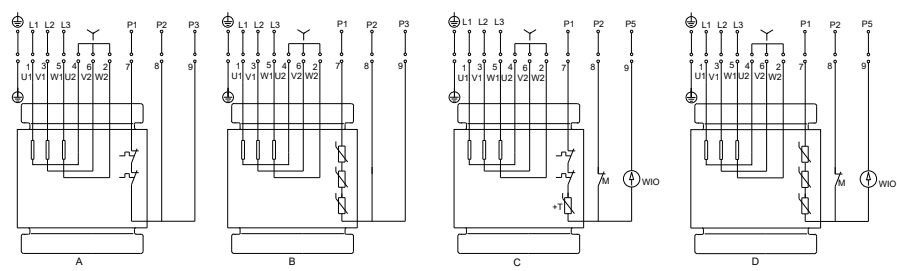 L1 L2 L3 P1 P2 P3
1 3 5 4 6 2 7 8 9
U1 V1 W1 U2 V2 W2
A
L1 L2 L3 P1 P2 P3
1 3 5 4 6 2 7 8 9
U1 V1 W1 U2 V2 W2
B
L1 L2 L3 P1 P2 P5
1 3 5 4 6 2 7 8 9
U1 V1 W1 U2 V2 W2
M WIO
+T
C
L1 L2 L3 P1 P2 P5
1 3 5 4 6 2 7 8 9
U1 V1 W1 U2 V2 W2
M WIO
D